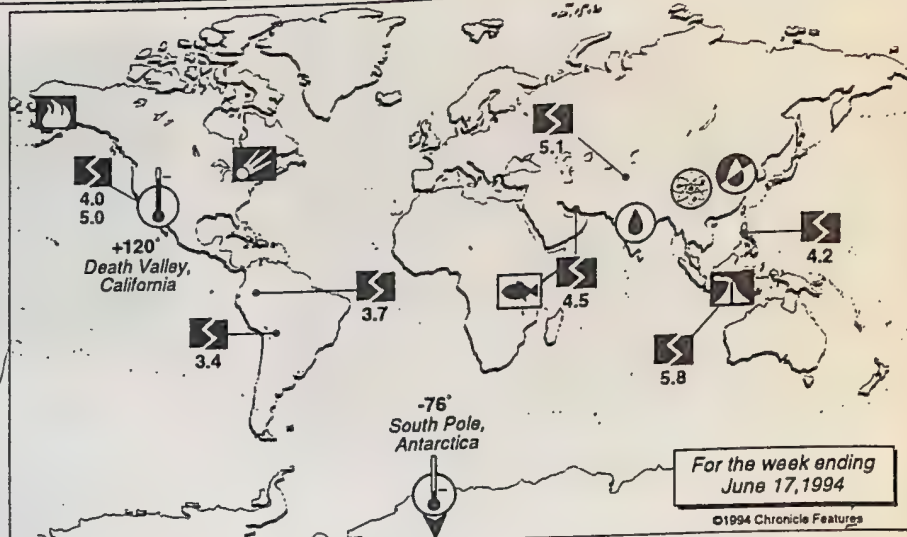 5.1
4.0
5.0
+120°
Death Valley,
California
4.2
4.5
3.7
3.4
5.8
-76°
South Pole,
Antarctica
For the week ending
June 17,1994
©1994 Chronicle Features